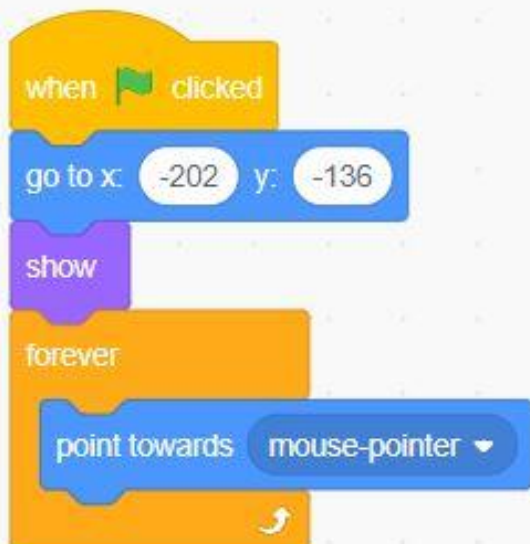 when clicked
go to x: -202 y: -136
show
forever
point towards mouse-pointer